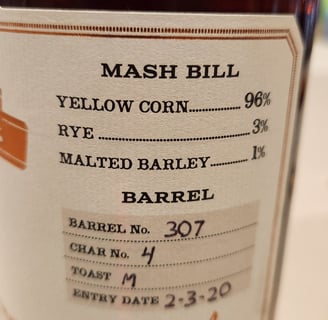 MASH BILL
YELLOW CORN............ 96%
RYE ................................. 3%
MALTED BARLEY......... 1%
BARREL
BARREL No. 307
CHAR No. 4
TOAST M
ENTRY DATE 2-3-20